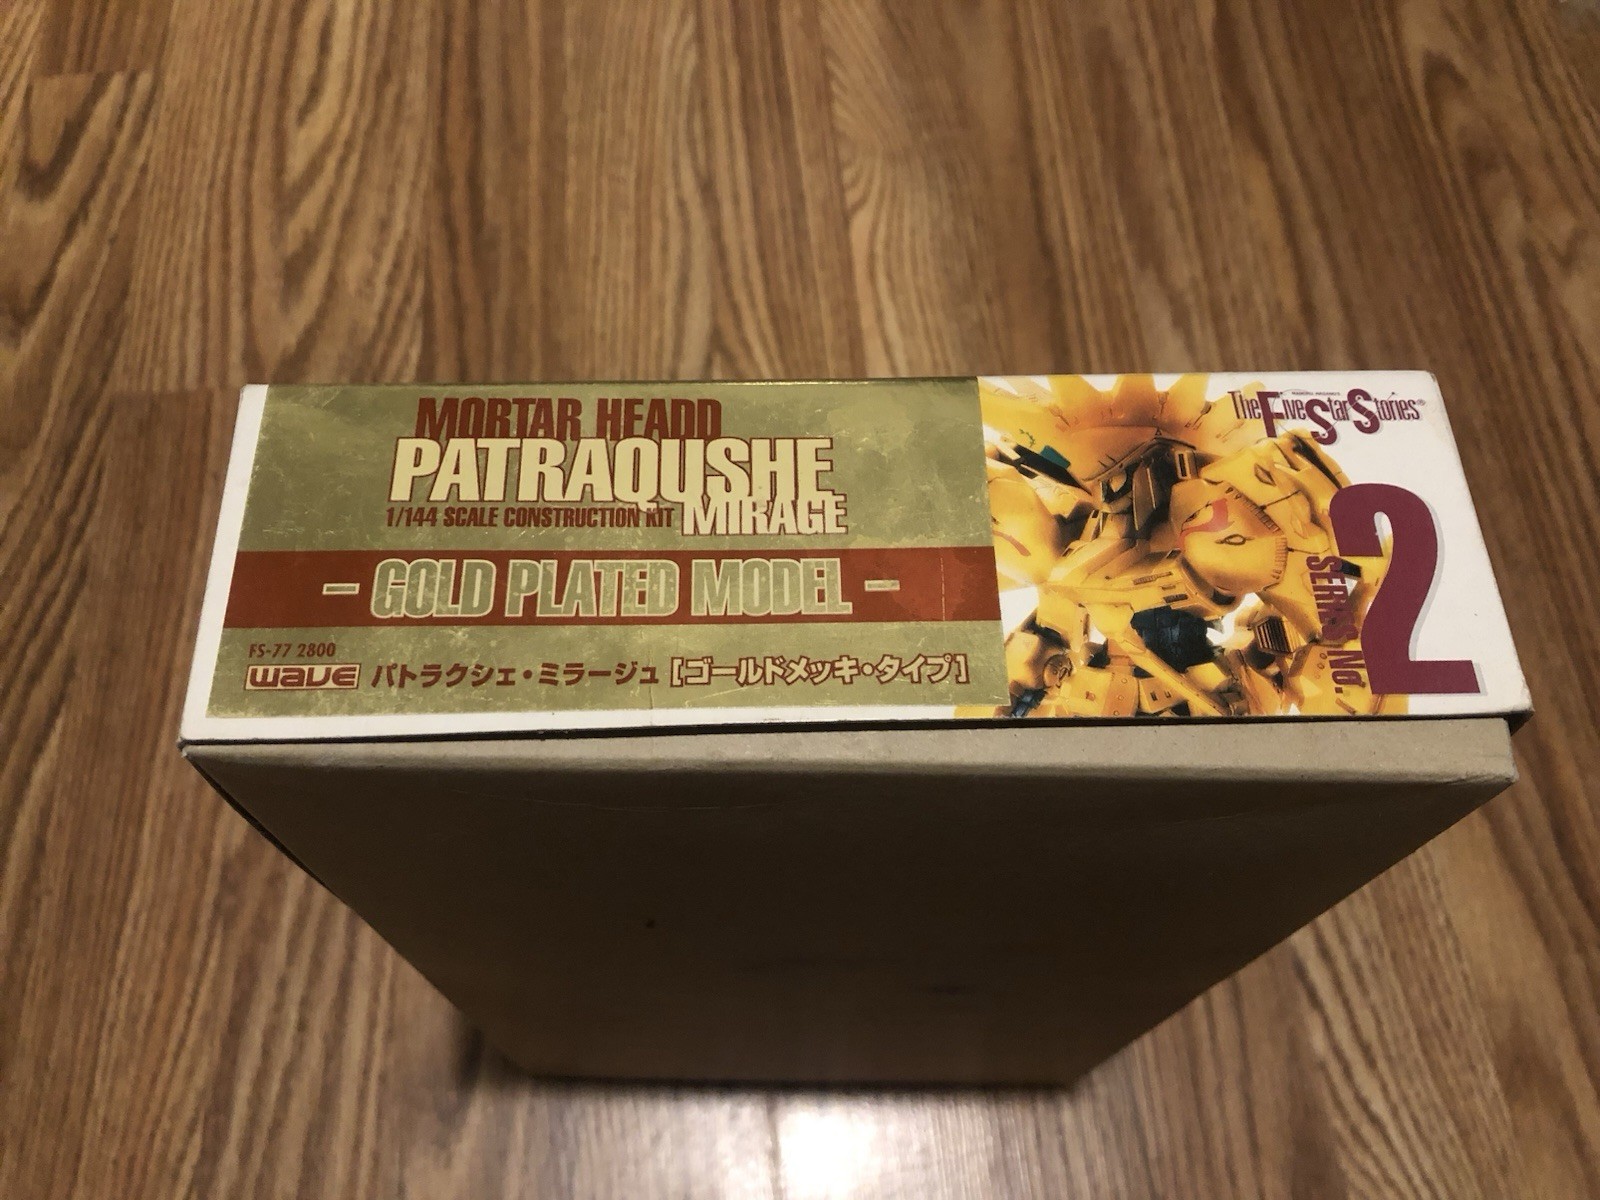 MORTAR HEADD
PATRAQUSHE
1/144 SCALE CONSTRUCTION KIT MIRAGE
- GOLD PLATED MODEL -
FS-77 2800
wave パトラクシェ・ミラージュ [ゴールドメッキ・タイプ]
The Five Star Stories®
SERIES No.
2